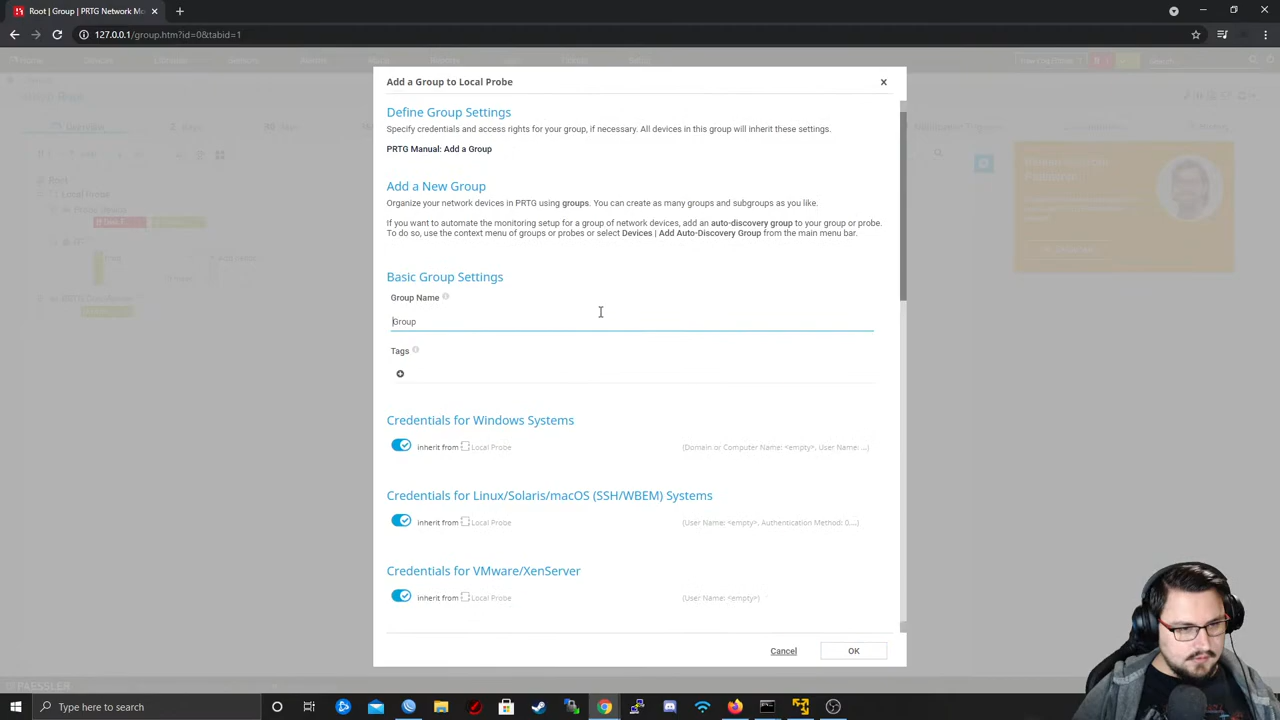 Root | PRTG Network Mo
127.0.0.1/group.htm?id=0&tabid=1
Add a Group to Local Probe
Define Group Settings
Specify credentials and access rights for your group, if necessary. All devices in this group will inherit these settings.
PRTG Manual: Add a Group
Add a New Group
Organize your network devices in PRTG using groups. You can create as many groups and subgroups as you like.
If you want to automate the monitoring setup for a group of network devices, add an auto-discovery group to your group or probe.
To do so, use the context menu of groups or probes or select Devices | Add Auto-Discovery Group from the main menu bar.
Basic Group Settings
Group Name
Group
Tags
Credentials for Windows Systems
inherit from Local Probe (Domain or Computer Name: <empty>, User Name: ...)
Credentials for Linux/Solaris/macOS (SSH/WBEM) Systems
inherit from Local Probe (User Name: <empty>, Authentication Method: 0,...)
Credentials for VMware/XenServer
inherit from Local Probe (User Name: <empty>)
Cancel OK
Root
Local Probe
PAESSLER
Type here to search